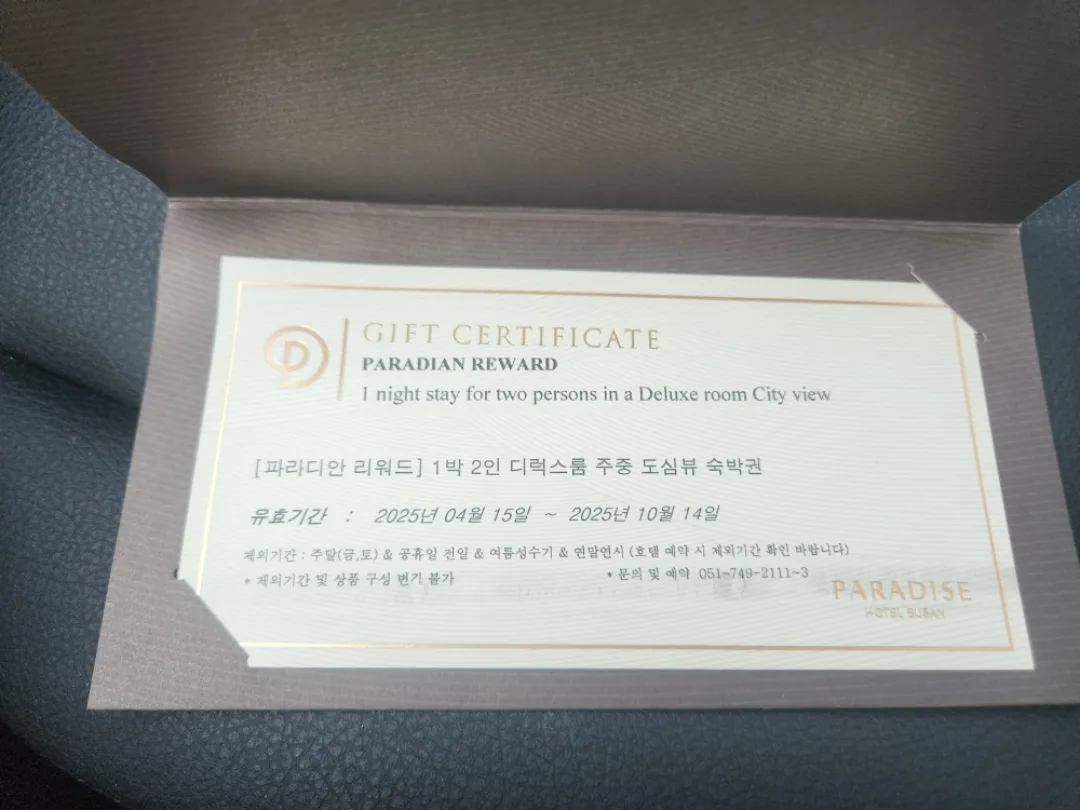 GIFT CERTIFICATE
PARADIAN REWARD
1 night stay for two persons in a Deluxe room City view
[파라디안 리워드] 1박 2인 디럭스룸 주중 도심뷰 숙박권
유효기간 : 2025년 04월 15일 ~ 2025년 10월 14일
제외기간 : 주말(금,토) & 공휴일 전일 & 여름성수기 & 연말연시 (호텔 예약 시 제외기간 확인 바랍니다)
* 제외기간 및 상품 구성 변경 불가
* 문의 및 예약 051-749-2111~3
PARADISE
HOTEL BUSAN